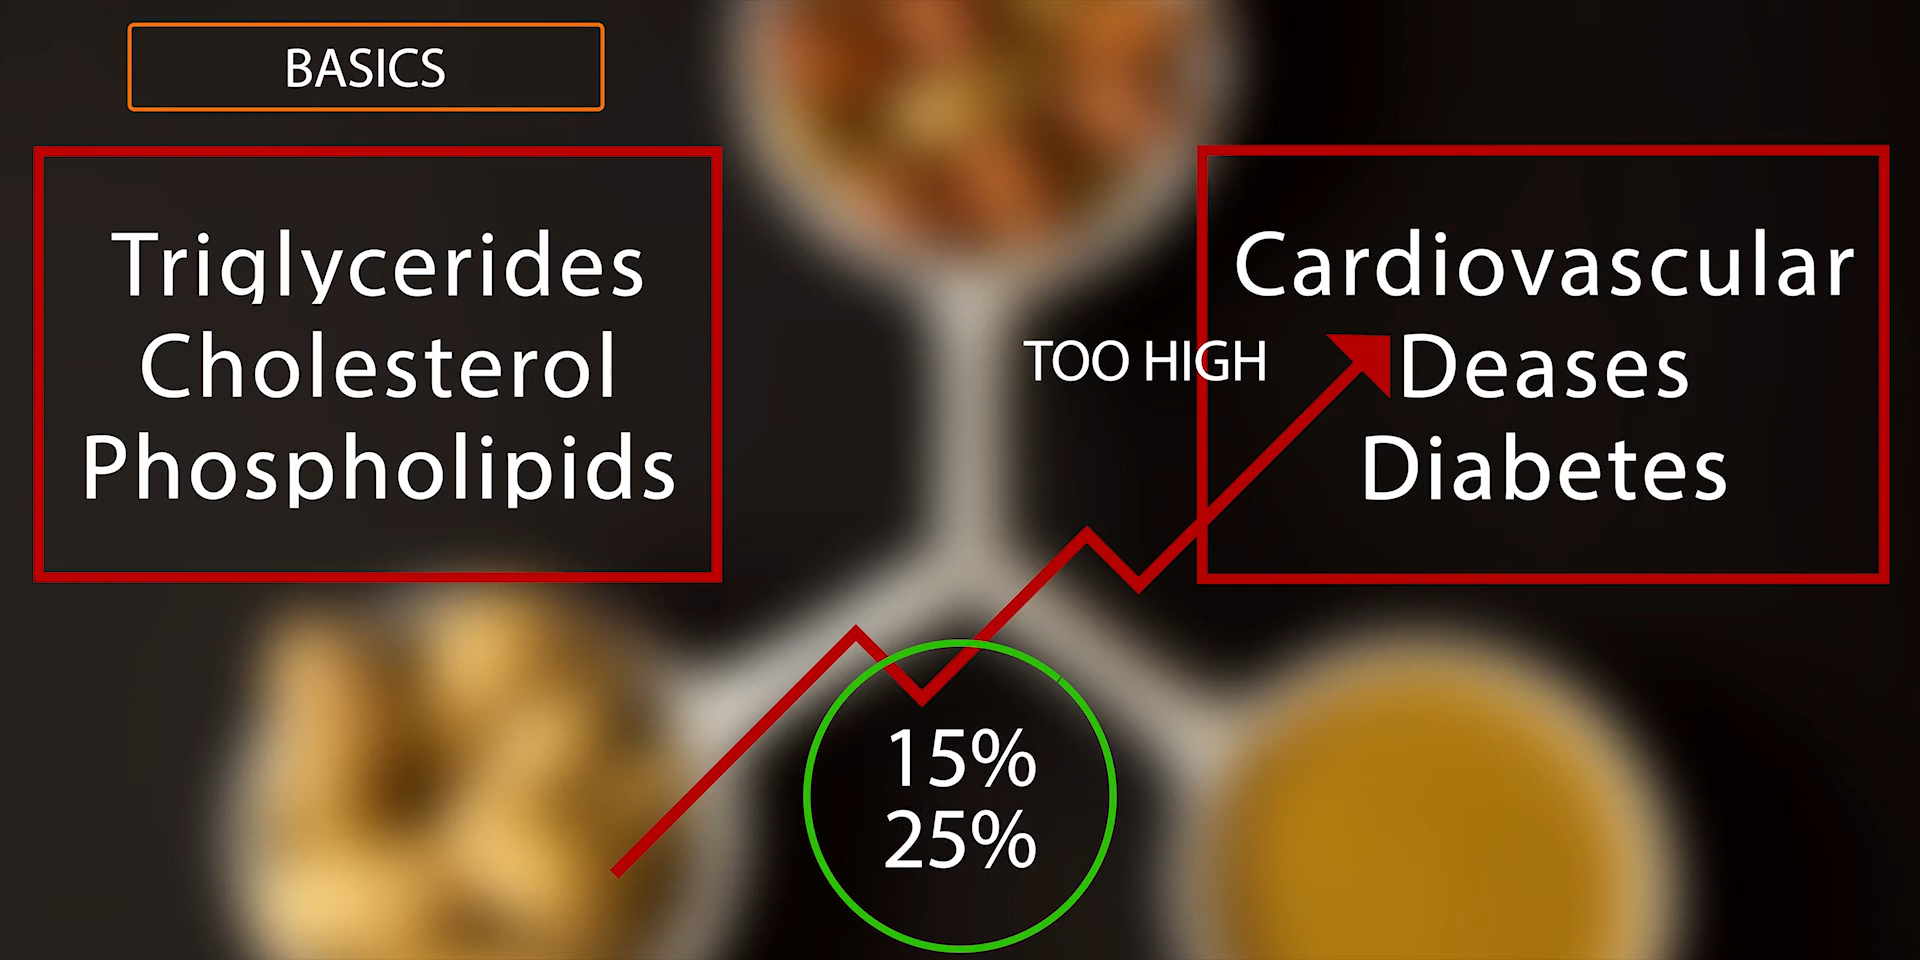 BASICS
Triglycerides
Cholesterol
Phospholipids
TOO HIGH
Cardiovascular
Deases
Diabetes
15%
25%